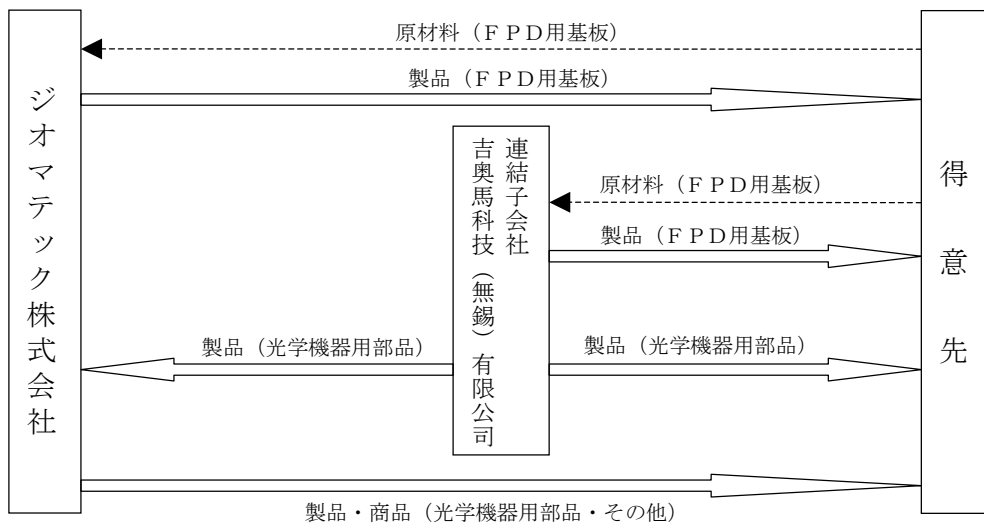 原材料（ＦＰＤ用基板）
製品（ＦＰＤ用基板）
ジオマテック株式会社
連結子会社
吉奥馬科技（無錫）有限公司
得意先
原材料（ＦＰＤ用基板）
製品（ＦＰＤ用基板）
製品（光学機器用部品）
製品（光学機器用部品）
製品・商品（光学機器用部品・その他）